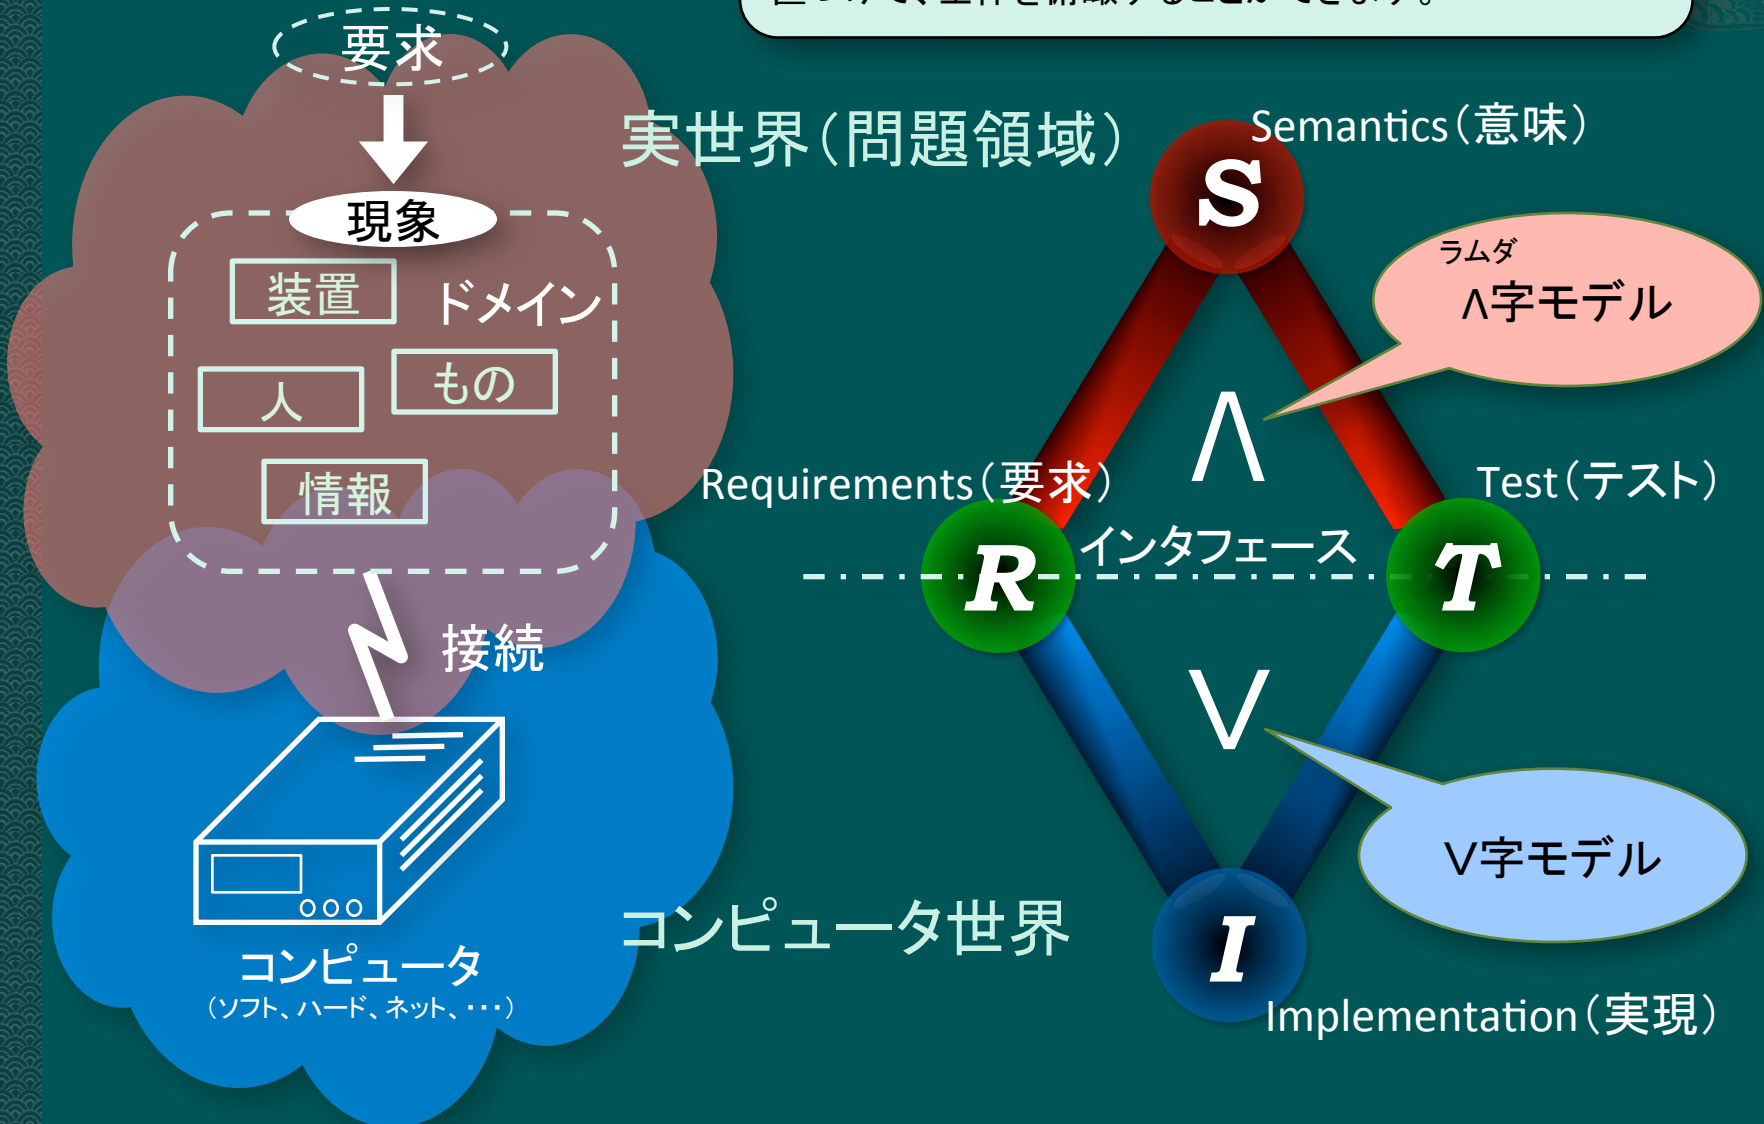 要求
現象
装置
ドメイン
人
もの
情報
接続
コンピュータ
（ソフト、ハード、ネット、・・・）
実世界（問題領域）
コンピュータ世界
Semantics（意味）
S
ラムダ
Λ字モデル
Λ
Requirements（要求）
Test（テスト）
インタフェース
R
T
V
V字モデル
I
Implementation（実現）